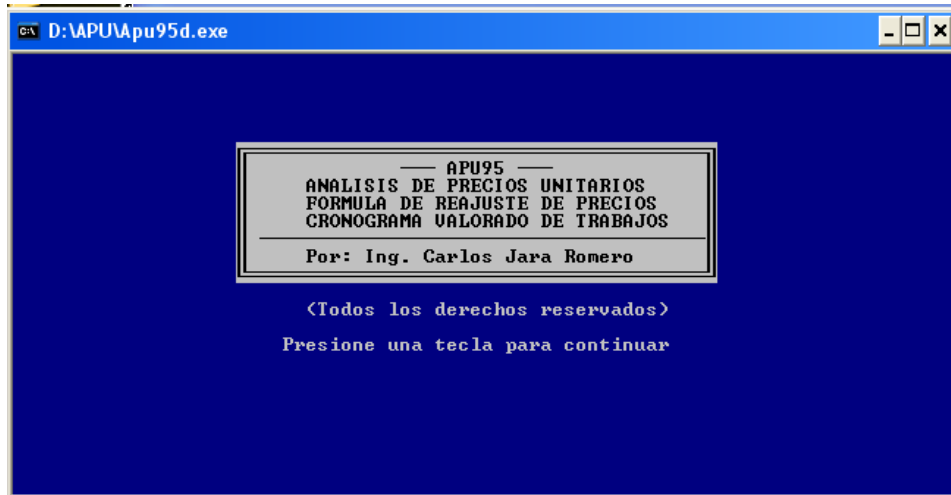 D:\APU\Apu95d.exe
APU95
ANALISIS DE PRECIOS UNITARIOS
FORMULA DE REAJUSTE DE PRECIOS
CRONOGRAMA VALORADO DE TRABAJOS
Por: Ing. Carlos Jara Romero
(Todos los derechos reservados)
Presione una tecla para continuar